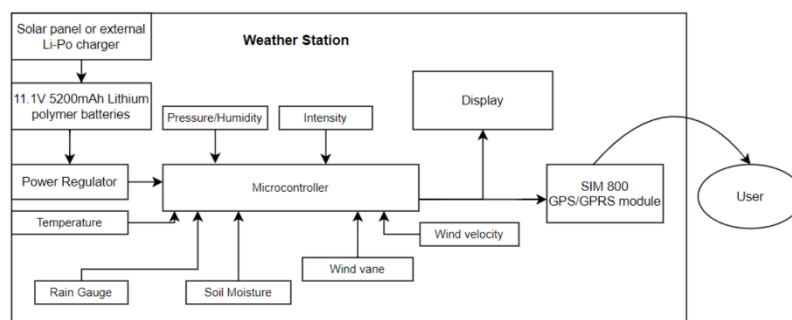 Solar panel or external
Li-Po charger
Weather Station
11.1V 5200mAh Lithium
polymer batteries
Pressure/Humidity
Intensity
Display
Power Regulator
Microcontroller
SIM 800
GPS/GPRS module
User
Temperature
Wind velocity
Wind vane
Rain Gauge
Soil Moisture